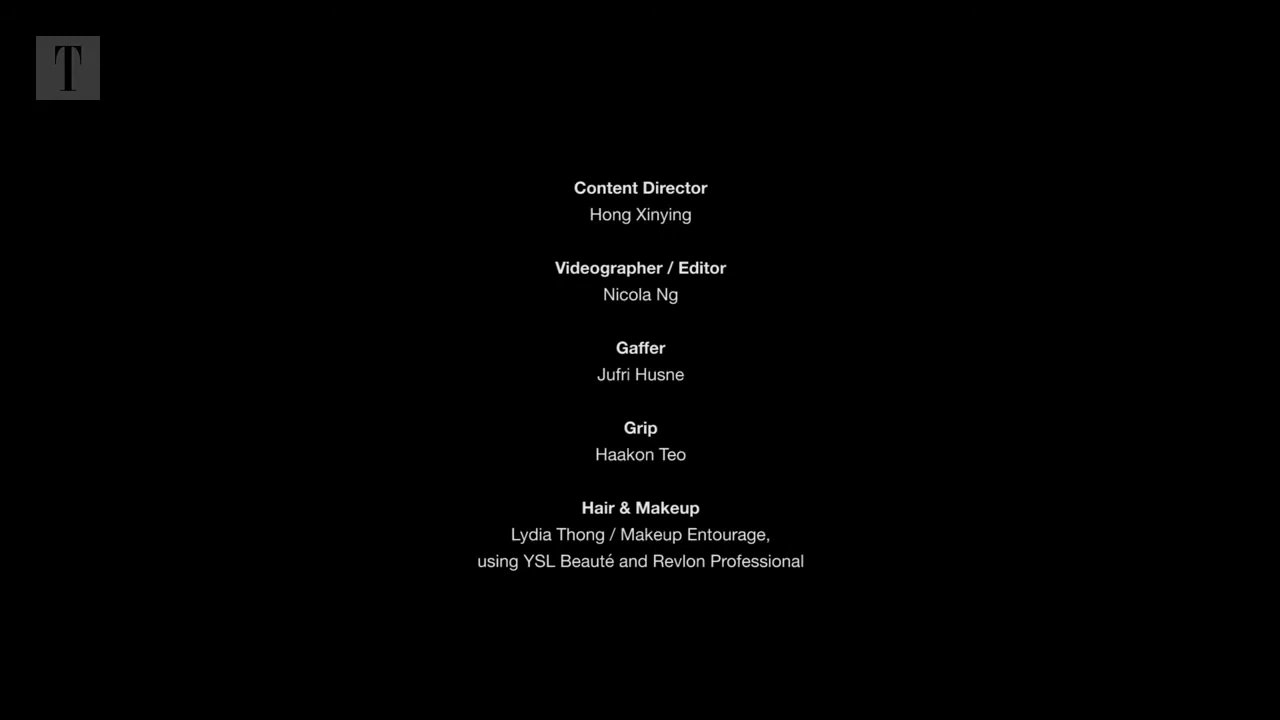 T
Content Director
Hong Xinying
Videographer / Editor
Nicola Ng
Gaffer
Jufri Husne
Grip
Haakon Teo
Hair & Makeup
Lydia Thong / Makeup Entourage,
using YSL Beauté and Revlon Professional